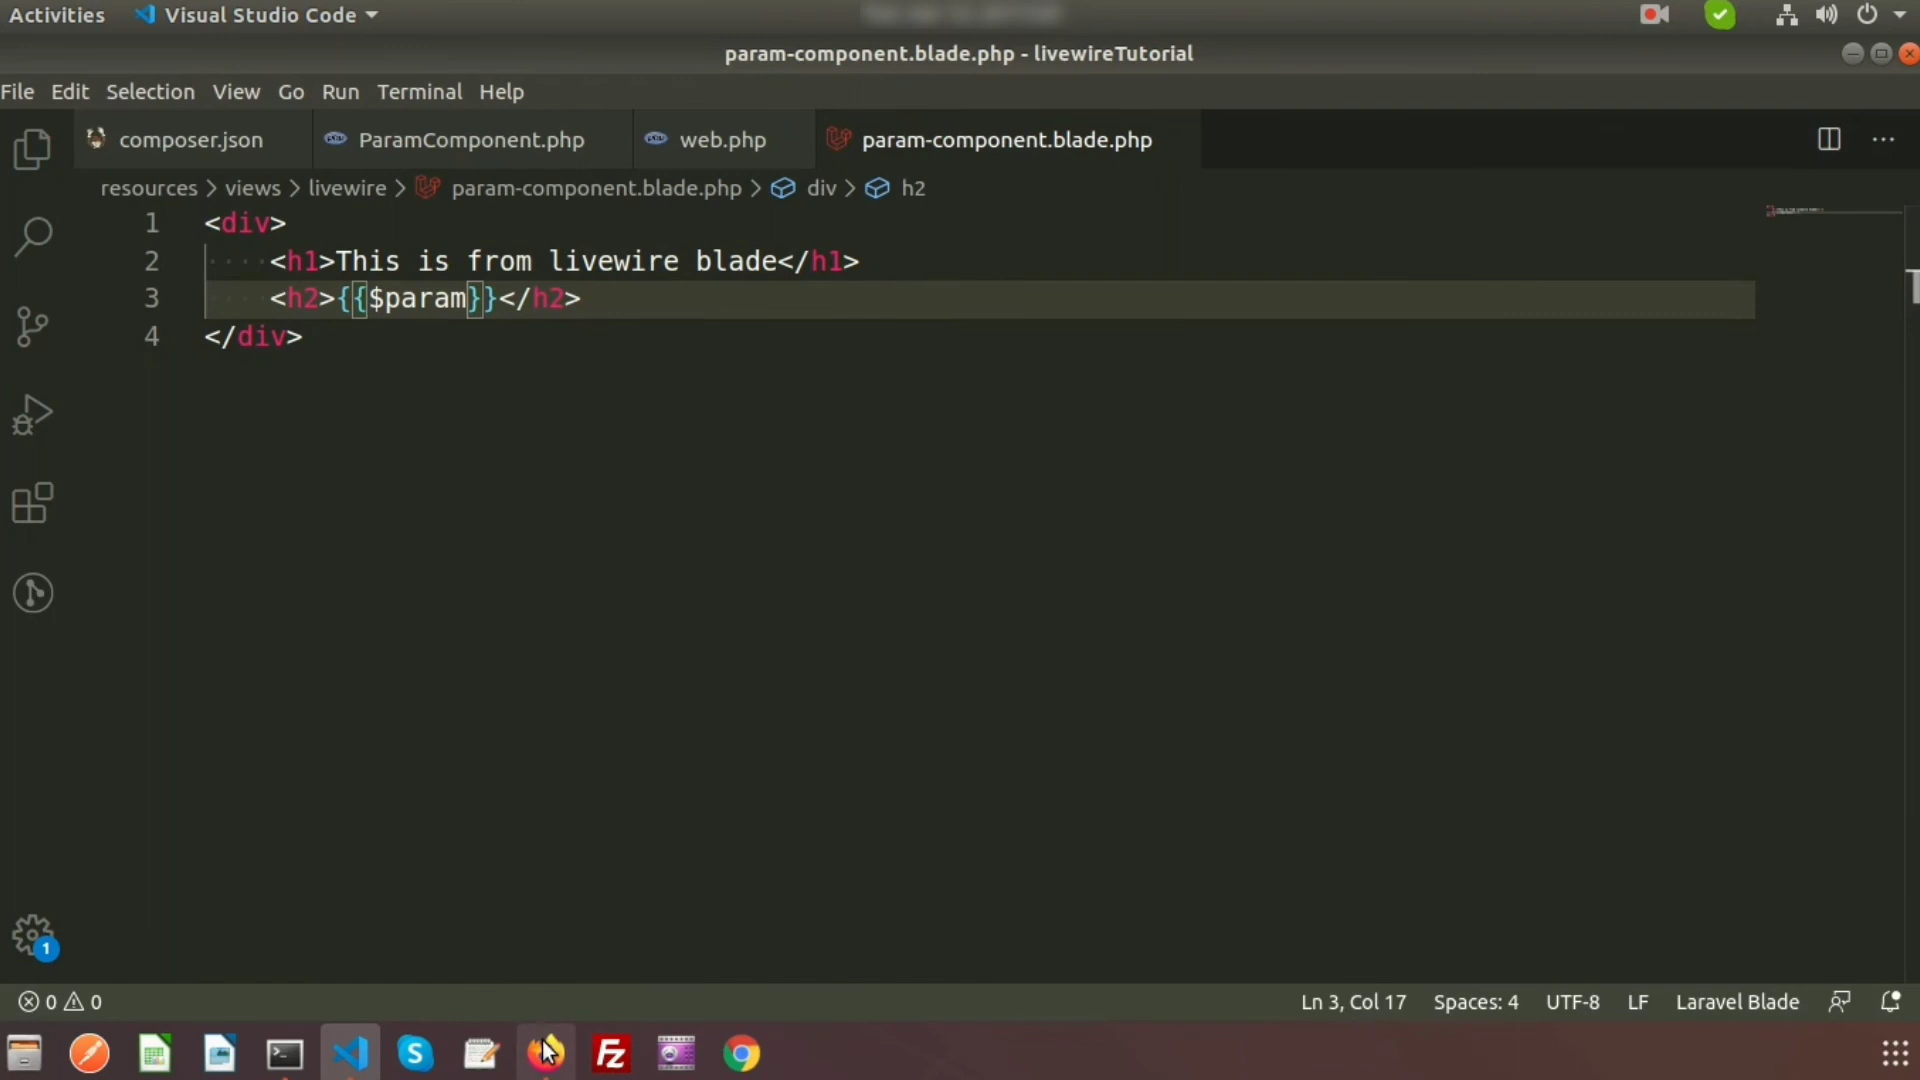 Activities Visual Studio Code
param-component.blade.php - livewireTutorial
File Edit Selection View Go Run Terminal Help
composer.json ParamComponent.php web.php param-component.blade.php
resources > views > livewire > param-component.blade.php > div > h2
1 <div>
2 ····<h1>This is from livewire blade</h1>
3 ····<h2>{{$param}}</h2>
4 </div>
1
0 0 Ln 3, Col 17 Spaces: 4 UTF-8 LF Laravel Blade